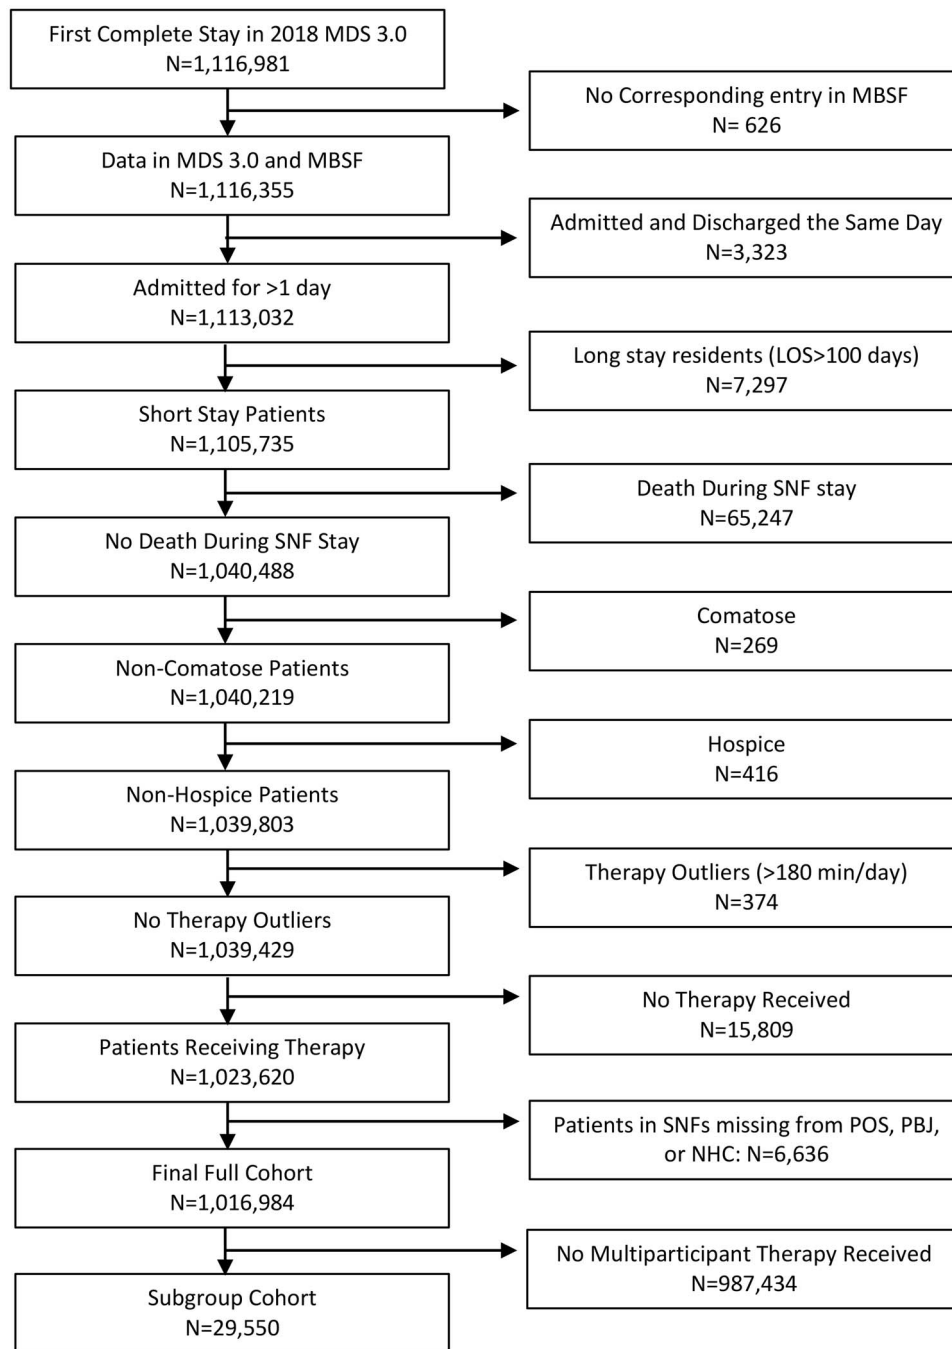 First Complete Stay in 2018 MDS 3.0
N=1,116,981
No Corresponding entry in MBSF
N= 626
Data in MDS 3.0 and MBSF
N=1,116,355
Admitted and Discharged the Same Day
N=3,323
Admitted for >1 day
N=1,113,032
Long stay residents (LOS>100 days)
N=7,297
Short Stay Patients
N=1,105,735
Death During SNF stay
N=65,247
No Death During SNF Stay
N=1,040,488
Comatose
N=269
Non-Comatose Patients
N=1,040,219
Hospice
N=416
Non-Hospice Patients
N=1,039,803
Therapy Outliers (>180 min/day)
N=374
No Therapy Outliers
N=1,039,429
No Therapy Received
N=15,809
Patients Receiving Therapy
N=1,023,620
Patients in SNFs missing from POS, PBJ,
or NHC: N=6,636
Final Full Cohort
N=1,016,984
No Multiparticipant Therapy Received
N=987,434
Subgroup Cohort
N=29,550